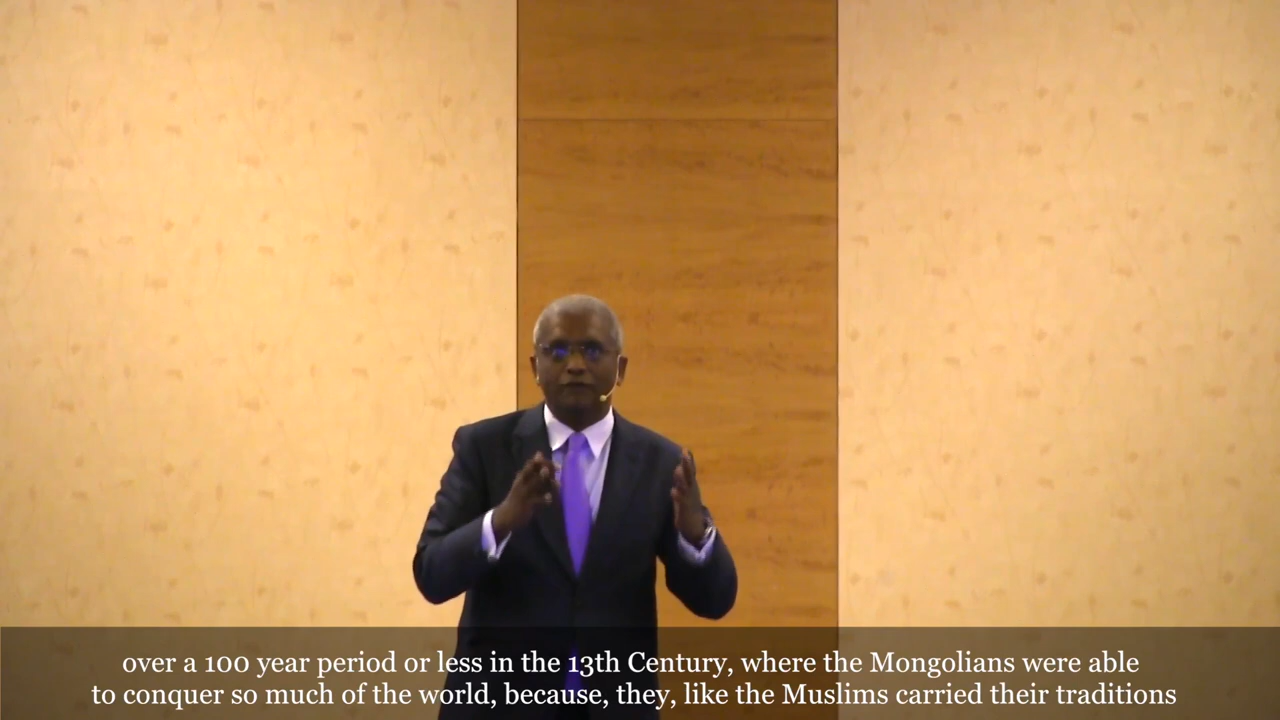 over a 100 year period or less in the 13th Century, where the Mongolians were able
to conquer so much of the world, because, they, like the Muslims carried their traditions